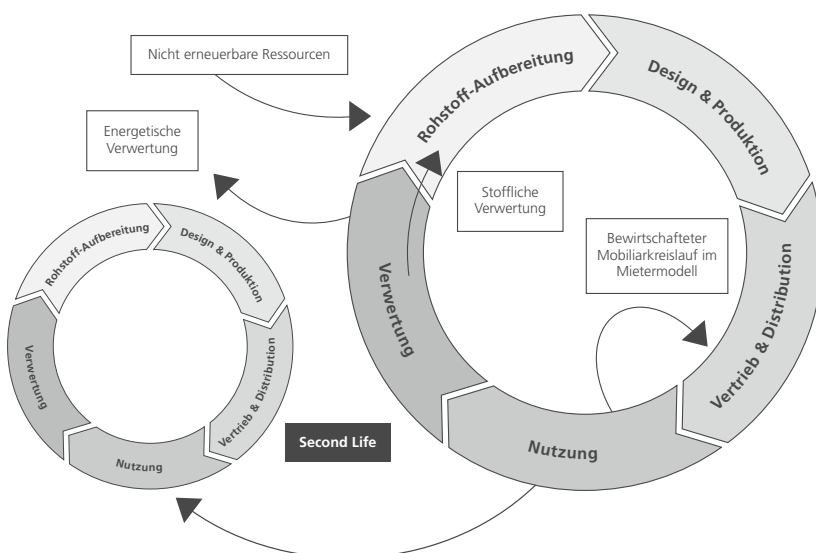 Nicht erneuerbare Ressourcen
Rohstoff-Aufbereitung
Design & Produktion
Energetische
Verwertung
Stoffliche
Verwertung
Bewirtschafteter
Mobiliarkreislauf im
Mietermodell
Verwertung
Vertrieb & Distribution
Nutzung
Rohstoff-Aufbereitung
Design & Produktion
Verwertung
Vertrieb & Distribution
Nutzung
Second Life